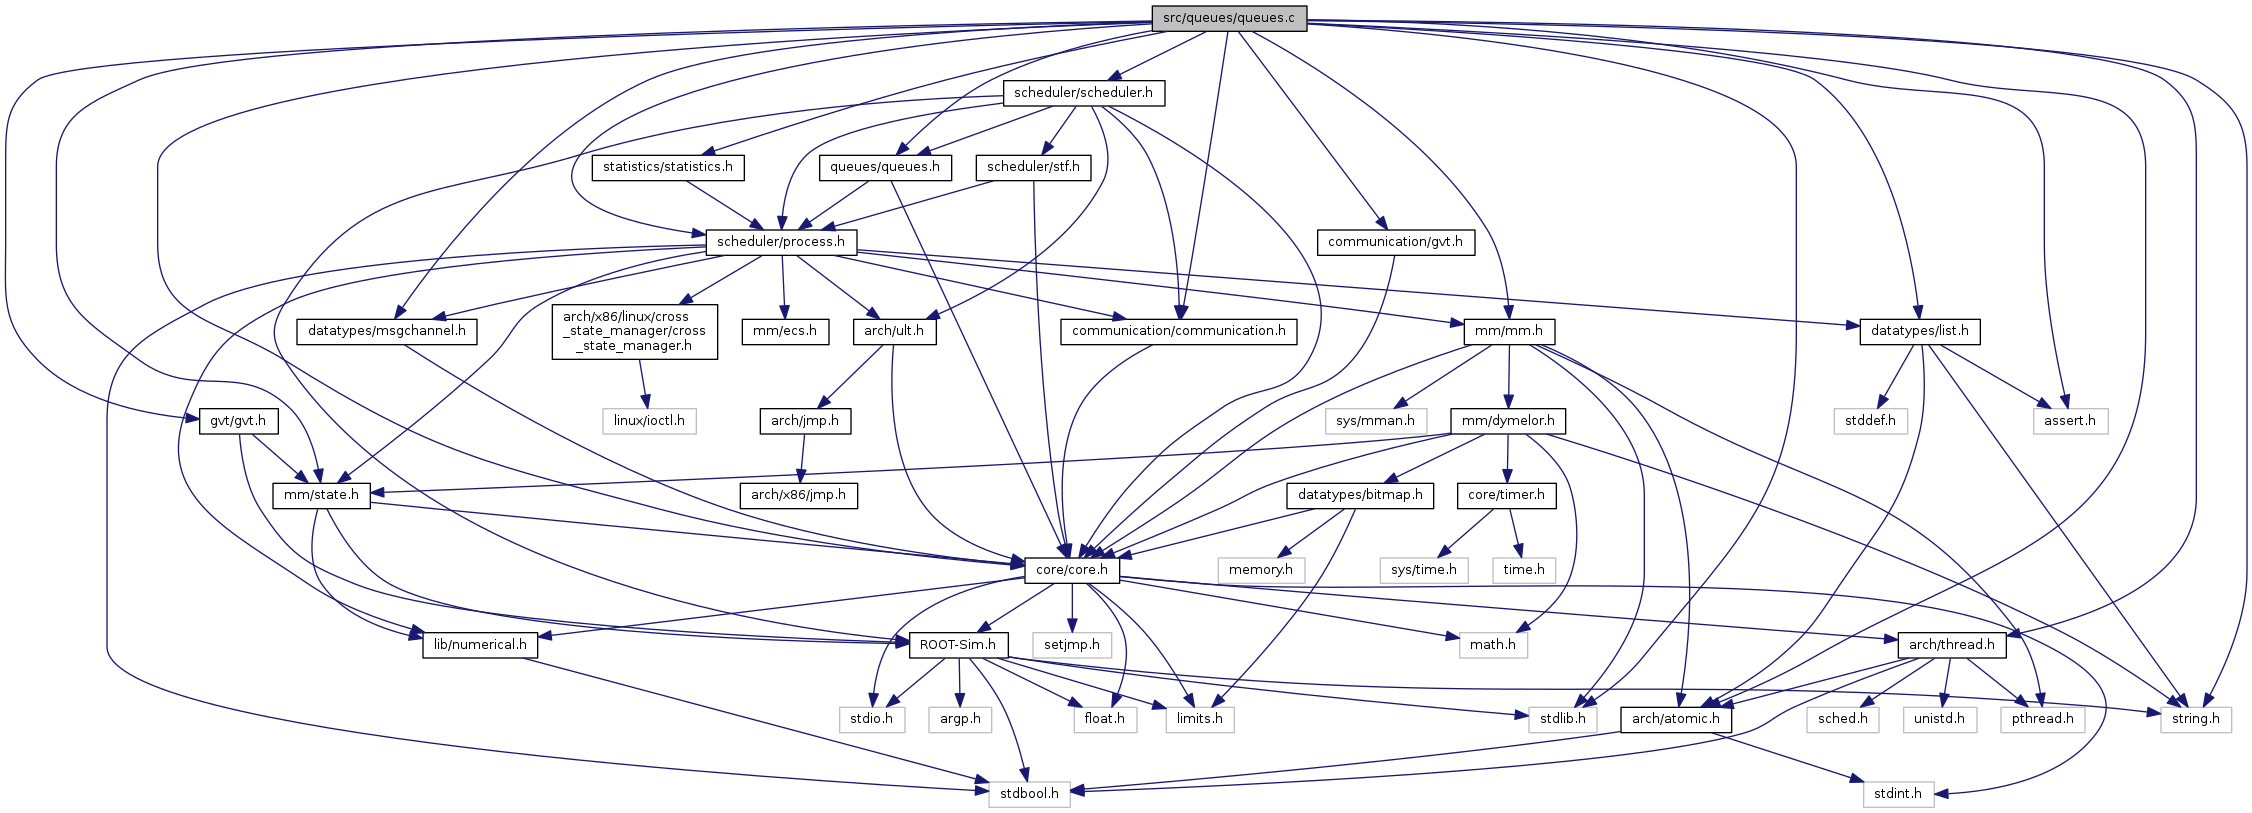 src/queues/queues.c
scheduler/scheduler.h
statistics/statistics.h
queues/queues.h
scheduler/stf.h
scheduler/process.h
communication/gvt.h
datatypes/msgchannel.h
arch/x86/linux/cross
_state_manager/cross
_state_manager.h
mm/ecs.h
arch/ult.h
communication/communication.h
mm/mm.h
datatypes/list.h
gvt/gvt.h
linux/ioctl.h
arch/jmp.h
sys/mman.h
mm/dymelor.h
stddef.h
assert.h
mm/state.h
arch/x86/jmp.h
datatypes/bitmap.h
core/timer.h
core/core.h
memory.h
sys/time.h
time.h
lib/numerical.h
ROOT-Sim.h
setjmp.h
math.h
arch/thread.h
stdio.h
argp.h
float.h
limits.h
stdlib.h
arch/atomic.h
sched.h
unistd.h
pthread.h
string.h
stdbool.h
stdint.h